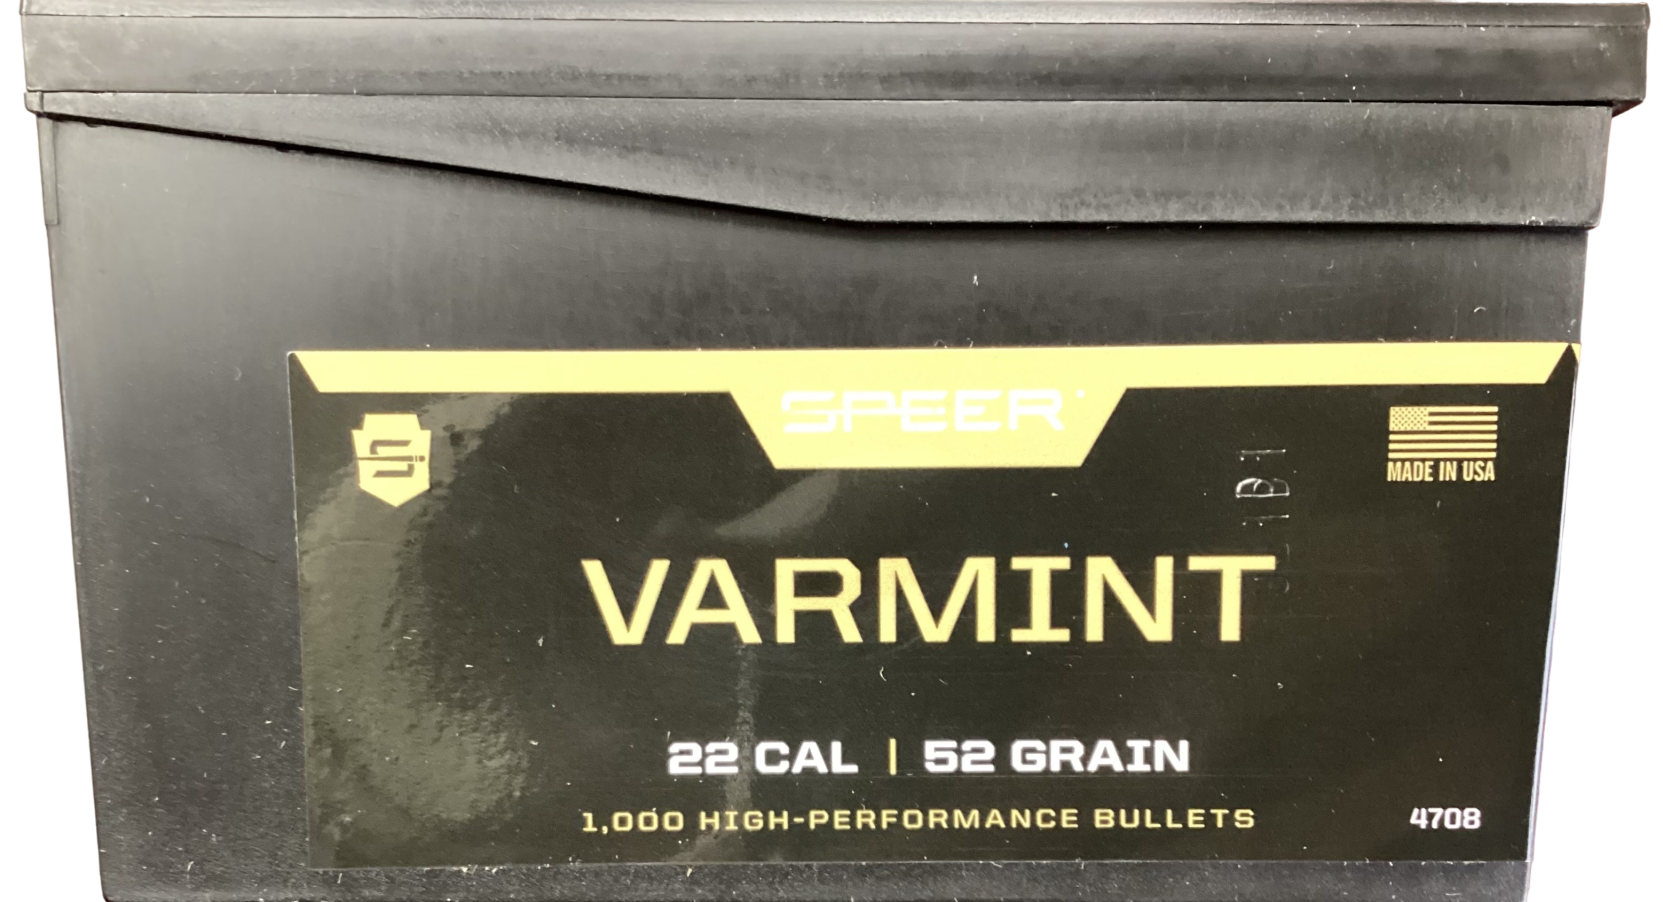 SPEER
S
MADE IN USA
VARMINT
22 CAL | 52 GRAIN
1,000 HIGH-PERFORMANCE BULLETS
4708